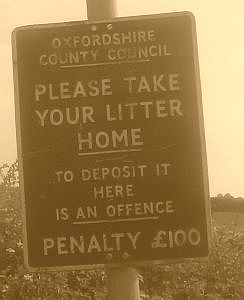 OXFORDSHIRE
COUNTY COUNCIL
PLEASE TAKE
YOUR LITTER
HOME
TO DEPOSIT IT
HERE
IS AN OFFENCE
PENALTY £100